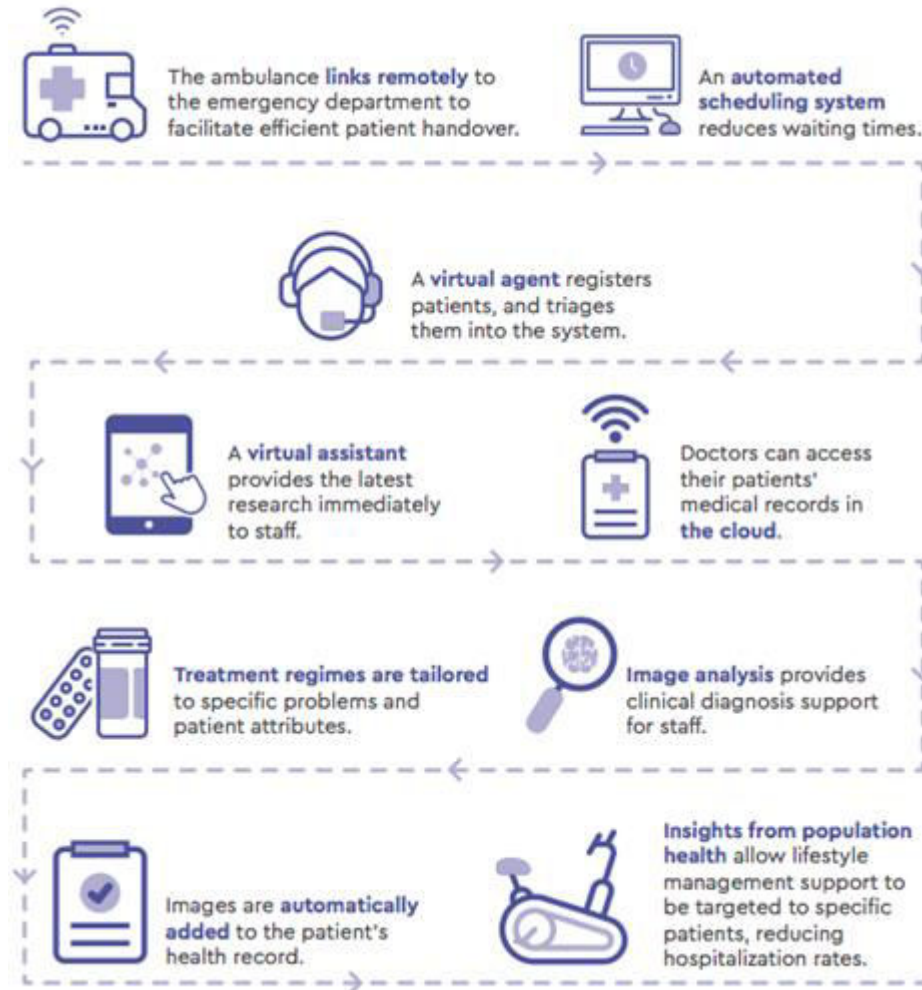 The ambulance links remotely to
the emergency department to
facilitate efficient patient handover.
An automated
scheduling system
reduces waiting times.
A virtual agent registers
patients, and triages
them into the system.
A virtual assistant
provides the latest
research immediately
to staff.
Doctors can access
their patients'
medical records in
the cloud.
Treatment regimes are tailored
to specific problems and
patient attributes.
Image analysis provides
clinical diagnosis support
for staff.
Images are automatically
added to the patient's
health record.
Insights from population
health allow lifestyle
management support to
be targeted to specific
patients, reducing
hospitalization rates.